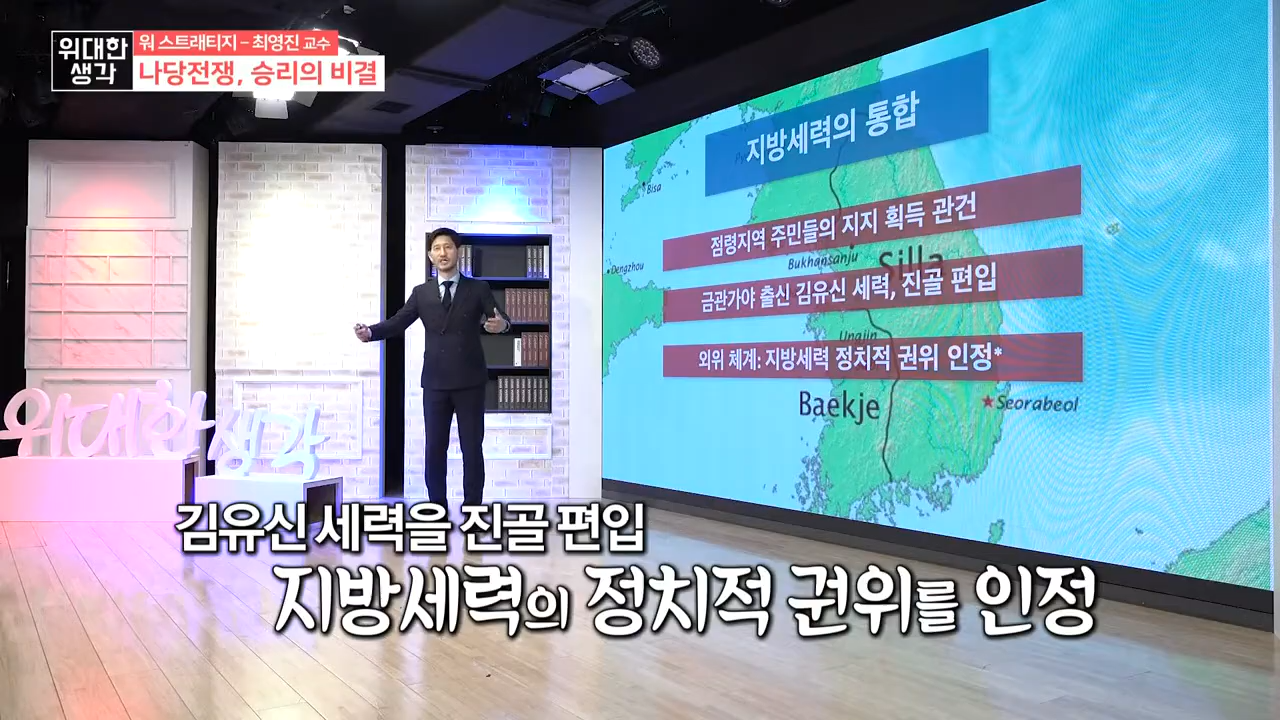 위대한
생각
워 스트래티지 – 최영진 교수
나당전쟁, 승리의 비결
지방세력의 통합
Bisa
점령지역 주민들의 지지 획득 관건
Dengzhou
Bukhansanju
Silla
금관가야 출신 김유신 세력, 진골 편입
Ungjin
외위 체계: 지방세력 정치적 권위 인정*
Baekje
Seorabeol
위대한 생각
김유신 세력을 진골 편입
지방세력의 정치적 권위를 인정